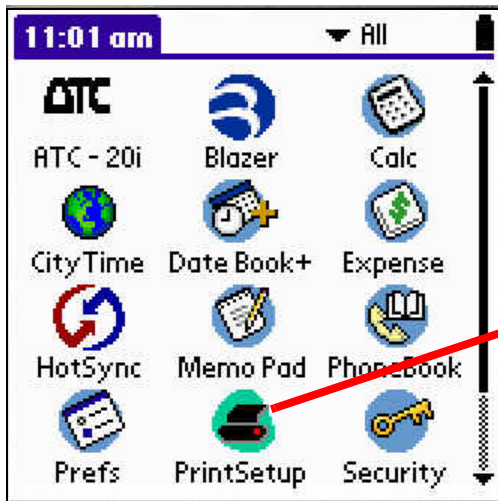 11:01 am All
ATC
ATC - 20i Blazer Calc
CityTime Date Book+ Expense
HotSync Memo Pad PhoneBook
Prefs PrintSetup Security